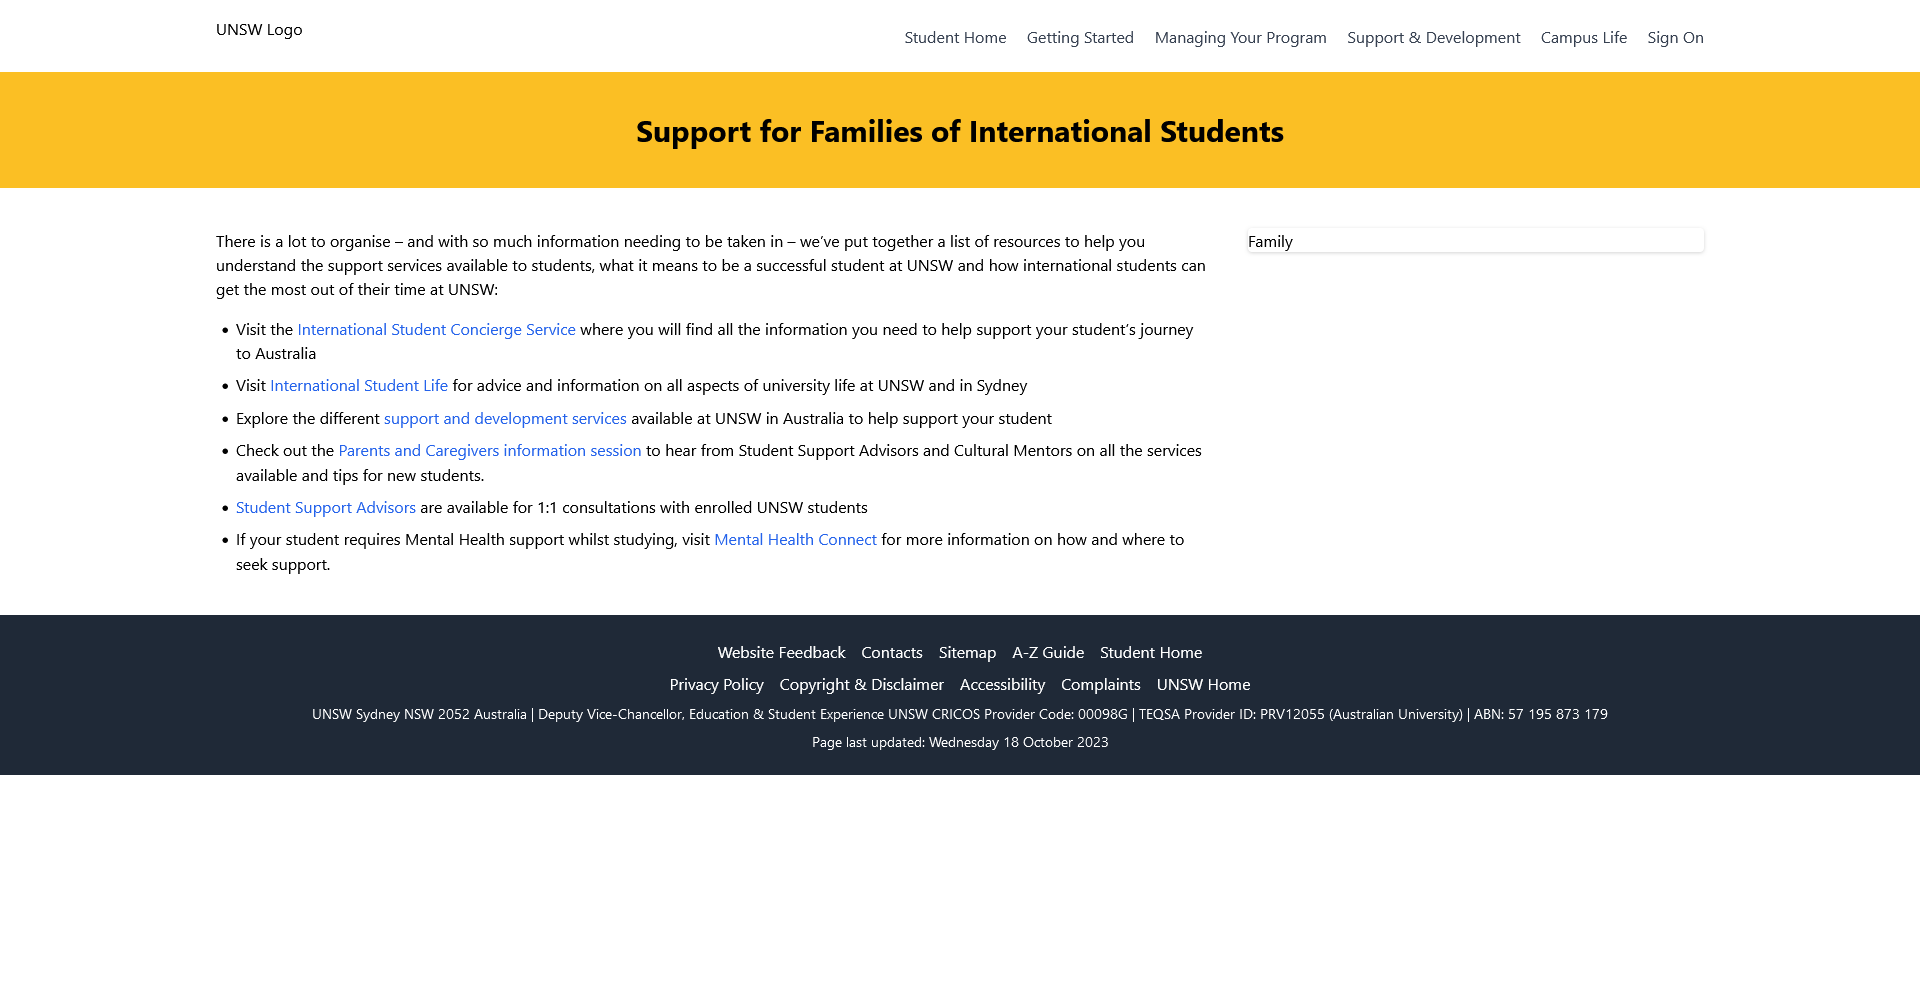 UNSW Logo
Student Home
Getting Started
Managing Your Program
Support & Development
Campus Life
Sign On
Support for Families of International Students
There is a lot to organise – and with so much information needing to be taken in – we’ve put together a list of resources to help you
understand the support services available to students, what it means to be a successful student at UNSW and how international students can
get the most out of their time at UNSW:
• Visit the International Student Concierge Service where you will find all the information you need to help support your student’s journey
to Australia
• Visit International Student Life for advice and information on all aspects of university life at UNSW and in Sydney
• Explore the different support and development services available at UNSW in Australia to help support your student
• Check out the Parents and Caregivers information session to hear from Student Support Advisors and Cultural Mentors on all the services
available and tips for new students.
• Student Support Advisors are available for 1:1 consultations with enrolled UNSW students
• If your student requires Mental Health support whilst studying, visit Mental Health Connect for more information on how and where to
seek support.
Family
Website Feedback Contacts Sitemap A-Z Guide Student Home
Privacy Policy Copyright & Disclaimer Accessibility Complaints UNSW Home
UNSW Sydney NSW 2052 Australia | Deputy Vice-Chancellor, Education & Student Experience UNSW CRICOS Provider Code: 00098G | TEQSA Provider ID: PRV12055 (Australian University) | ABN: 57 195 873 179
Page last updated: Wednesday 18 October 2023